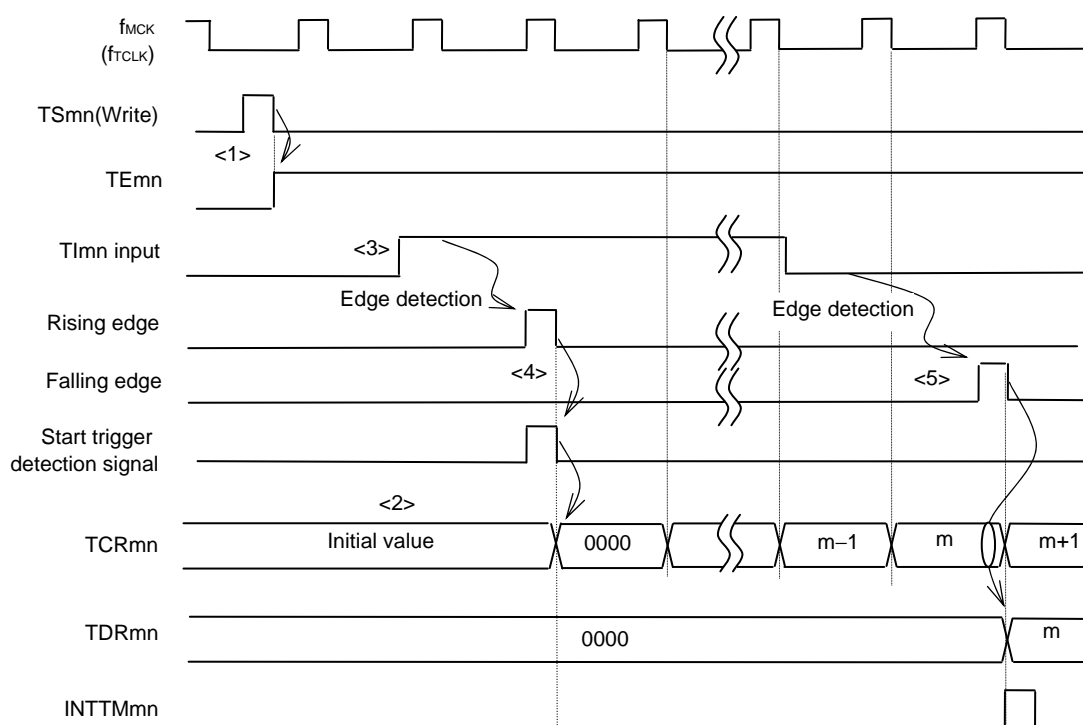 fMCK
(fTCLK)
TSmn(Write)
<1>
TEmn
TImn input
<3>
Edge detection
Edge detection
Rising edge
<4>
Falling edge
<5>
Start trigger
detection signal
<2>
TCRmn
Initial value
0000
m−1
m
m+1
TDRmn
0000
m
INTTMmn